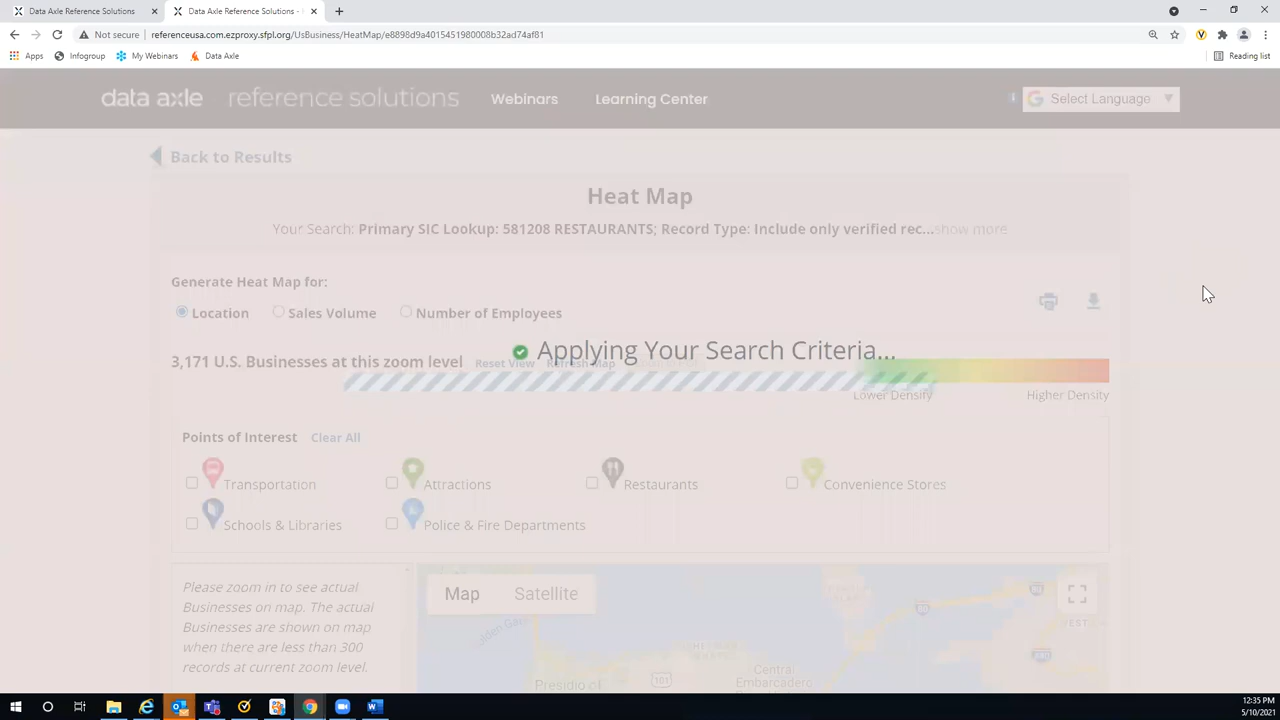 Data Axle Reference Solutions
Data Axle Reference Solutions -
Not secure
referenceusa.com.ezproxy.sfpl.org/UsBusiness/HeatMap/e8898d9a4015451980008b32ad74af81
Apps
Infogroup
My Webinars
Data Axle
Reading list
data axle reference solutions
Webinars
Learning Center
Select Language
Back to Results
Heat Map
Your Search: Primary SIC Lookup: 581208 RESTAURANTS; Record Type: Include only verified rec...show more
Generate Heat Map for:
Location
Sales Volume
Number of Employees
Applying Your Search Criteria...
3,171 U.S. Businesses at this zoom level
Reset View
Refresh Map
Lower Density
Higher Density
Points of Interest
Clear All
Transportation
Attractions
Restaurants
Convenience Stores
Schools & Libraries
Police & Fire Departments
Please zoom in to see actual
Businesses on map. The actual
Businesses are shown on map
when there are less than 300
records at current zoom level.
Map
Satellite
80
101
Central
Embarcadero
Presidio of
12:35 PM
5/10/2021